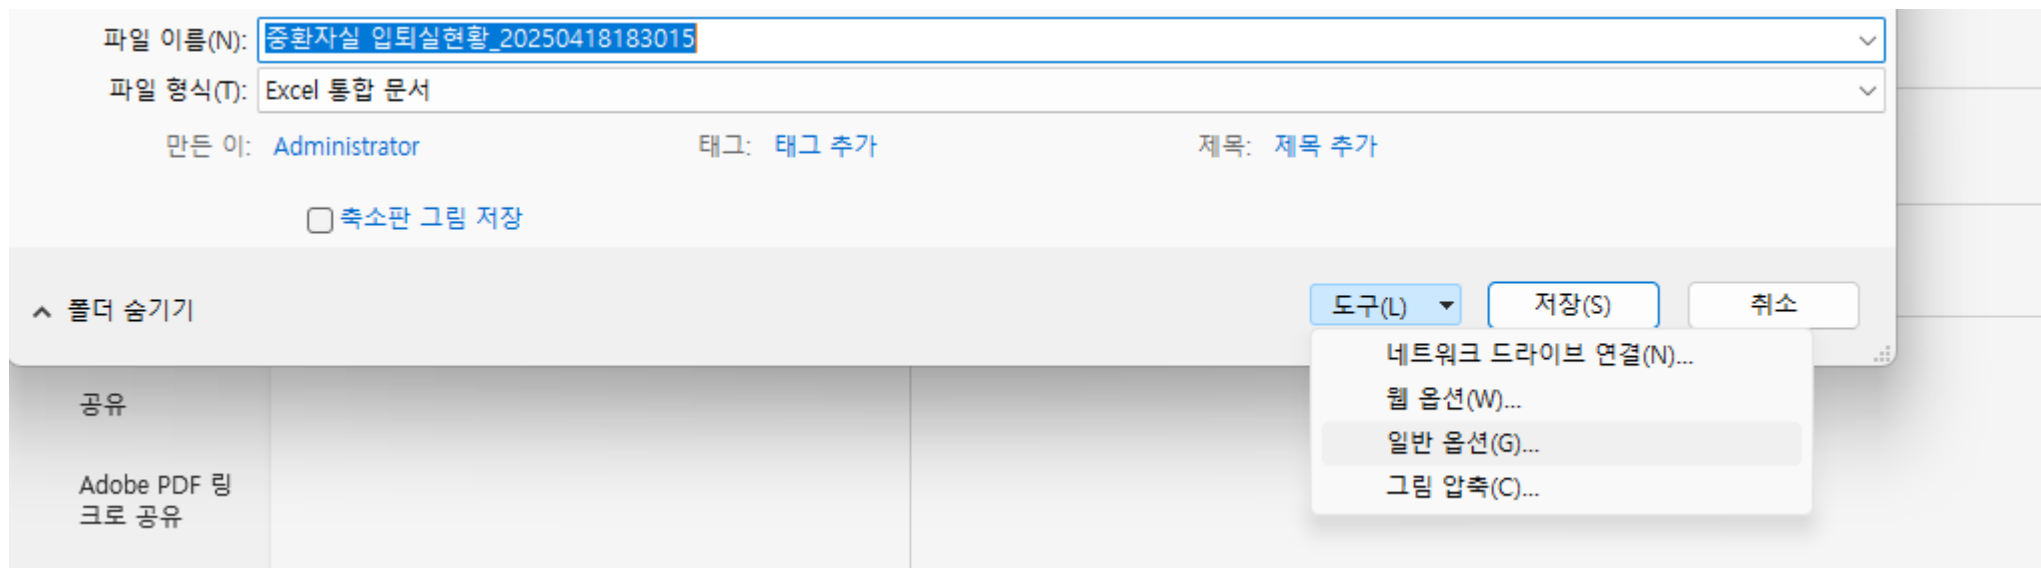 파일 이름(N): 중환자실 입퇴실현황_20250418183015
파일 형식(T): Excel 통합 문서
만든 이: Administrator 태그: 태그 추가 제목: 제목 추가
축소판 그림 저장
폴더 숨기기 도구(L) 저장(S) 취소
네트워크 드라이브 연결(N)...
웹 옵션(W)...
일반 옵션(G)...
그림 압축(C)...
공유
Adobe PDF 링
크로 공유